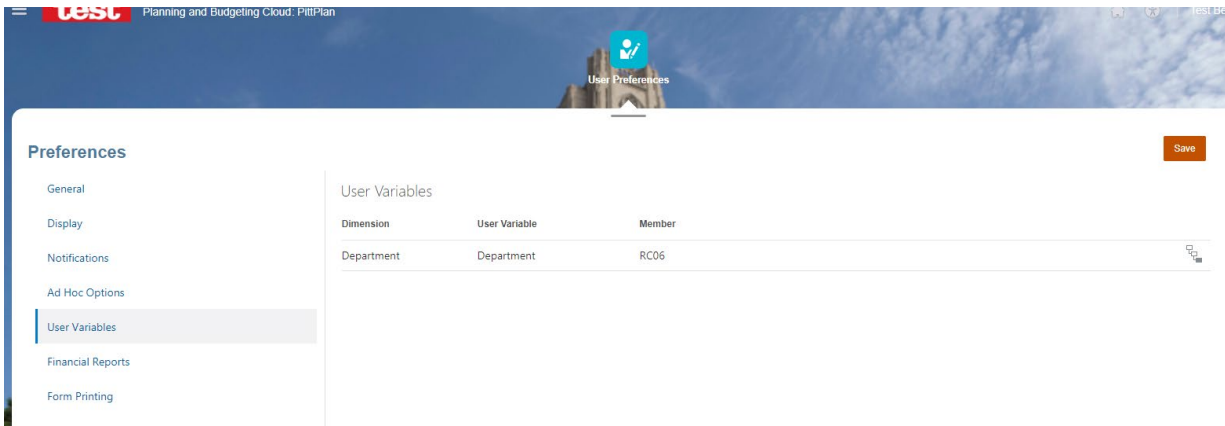 test Planning and Budgeting Cloud: PittPlan
User Preferences
Preferences
Save
General
Display
Notifications
Ad Hoc Options
User Variables
Financial Reports
Form Printing
User Variables
Dimension User Variable Member
Department Department RC06